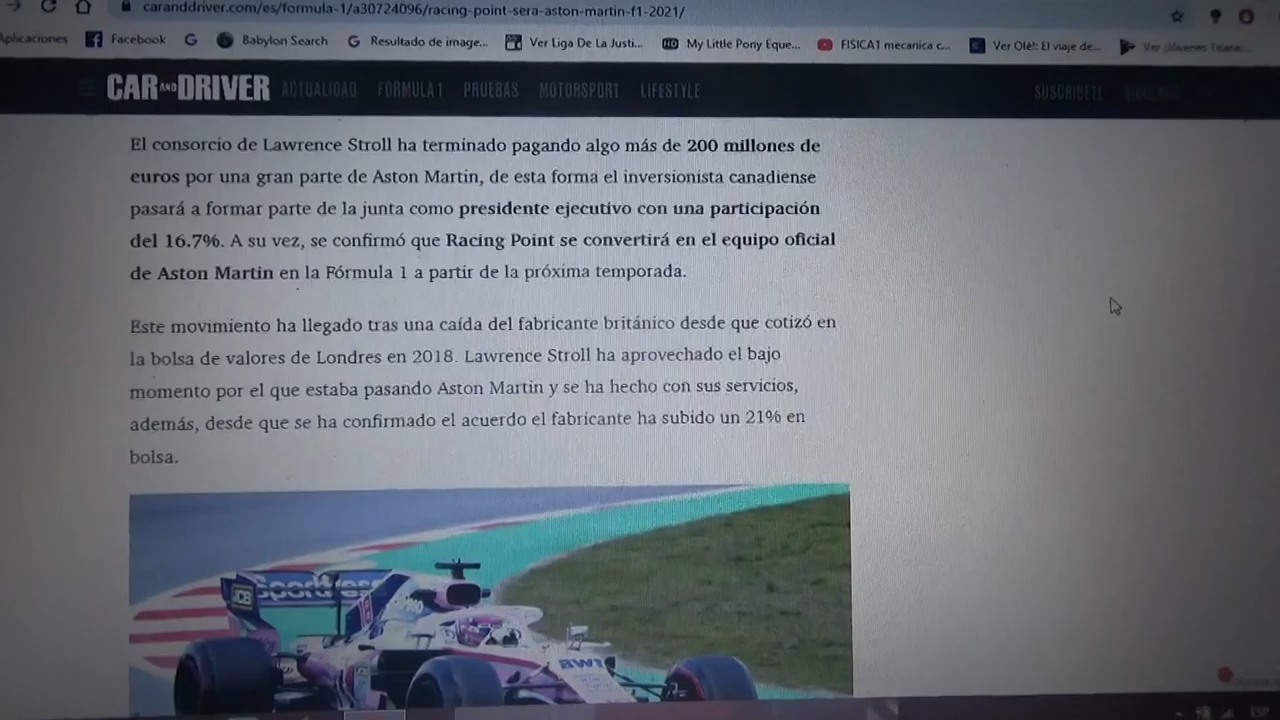 caranddriver.com/es/formula-1/a30724096/racing-point-sera-aston-martin-f1-2021/
Aplicaciones Facebook Babylon Search Resultado de image... Ver Liga De La Justi... My Little Pony Eque... FISICA1 mecanica c... Ver Olé!: El viaje de... Ver
CAR AND DRIVER ACTUALIDAD FÓRMULA 1 PRUEBAS MOTORSPORT LIFESTYLE SUSCRÍBETE
El consorcio de Lawrence Stroll ha terminado pagando algo más de 200 millones de
euros por una gran parte de Aston Martin, de esta forma el inversionista canadiense
pasará a formar parte de la junta como presidente ejecutivo con una participación
del 16.7%. A su vez, se confirmó que Racing Point se convertirá en el equipo oficial
de Aston Martin en la Fórmula 1 a partir de la próxima temporada.
Este movimiento ha llegado tras una caída del fabricante británico desde que cotizó en
la bolsa de valores de Londres en 2018. Lawrence Stroll ha aprovechado el bajo
momento por el que estaba pasando Aston Martin y se ha hecho con sus servicios,
además, desde que se ha confirmado el acuerdo el fabricante ha subido un 21% en
bolsa.
JCB
BWT
ESP